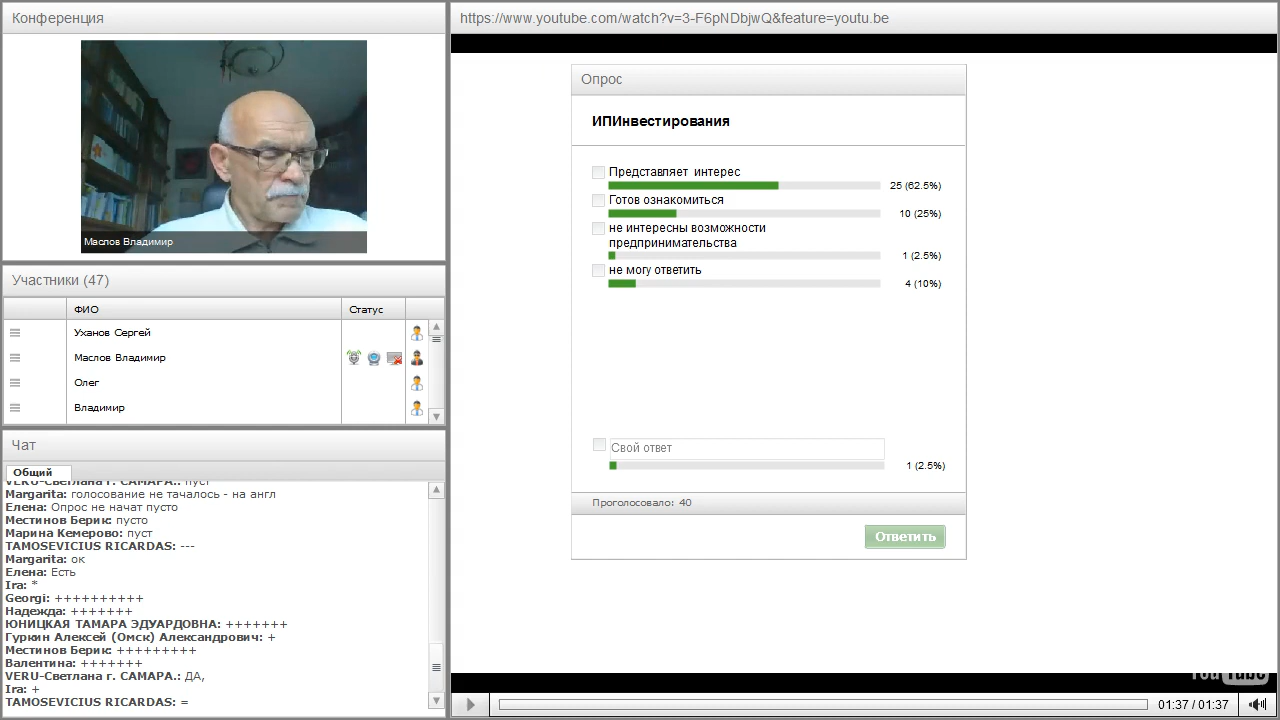 Конференция
Маслов Владимир
Участники (47)
ФИО
Статус
Уханов Сергей
Маслов Владимир
Олег
Владимир
Чат
Общий
VERU-Светлана г. САМАРА.: пуст
Margarita: голосование не тачалось - на англ
Елена: Опрос не начат пусто
Местинов Берик: пусто
Марина Кемерово: пуст
TAMOSEVICIUS RICARDAS: ---
Margarita: ок
Елена: Есть
Ira: *
Georgi: ++++++++++
Надежда: +++++++
ЮНИЦКАЯ ТАМАРА ЭДУАРДОВНА: +++++++
Гуркин Алексей (Омск) Александрович: +
Местинов Берик: +++++++++
Валентина: +++++++
VERU-Светлана г. САМАРА.: ДА,
Ira: +
TAMOSEVICIUS RICARDAS: =
https://www.youtube.com/watch?v=3-F6pNDbjwQ&feature=youtu.be
Опрос
ИПИнвестирования
Представляет интерес
25 (62.5%)
Готов ознакомиться
10 (25%)
не интересны возможности
предпринимательства
1 (2.5%)
не могу ответить
4 (10%)
Свой ответ
1 (2.5%)
Проголосовало: 40
Ответить
YouTube
01:37 / 01:37